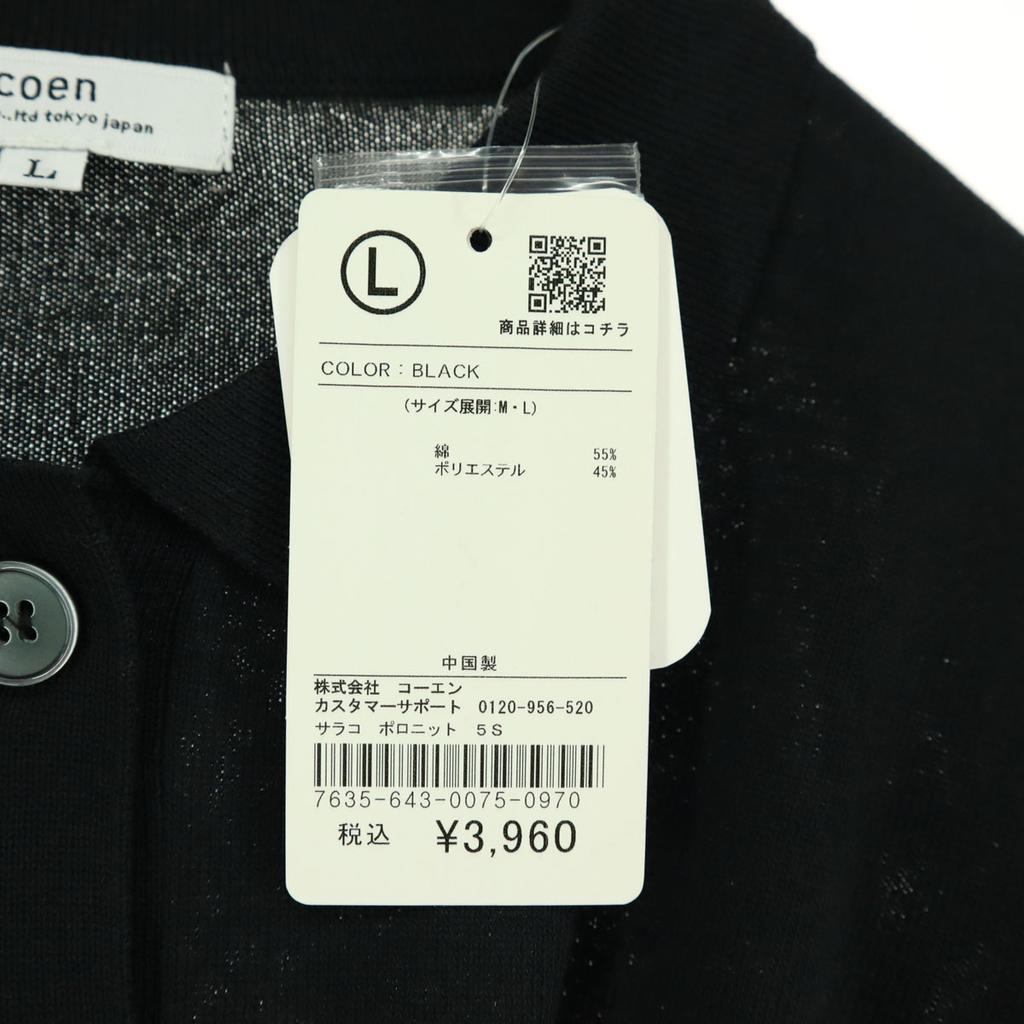 coen
.,ltd tokyo japan
L
L
商品詳細はコチラ
COLOR：BLACK
(サイズ展開:M・L)
綿 55%
ポリエステル 45%
中国製
株式会社 コーエン
カスタマーサポート 0120-956-520
サラコ ポロニット 5S
7635-643-0075-0970
税込 ¥3,960